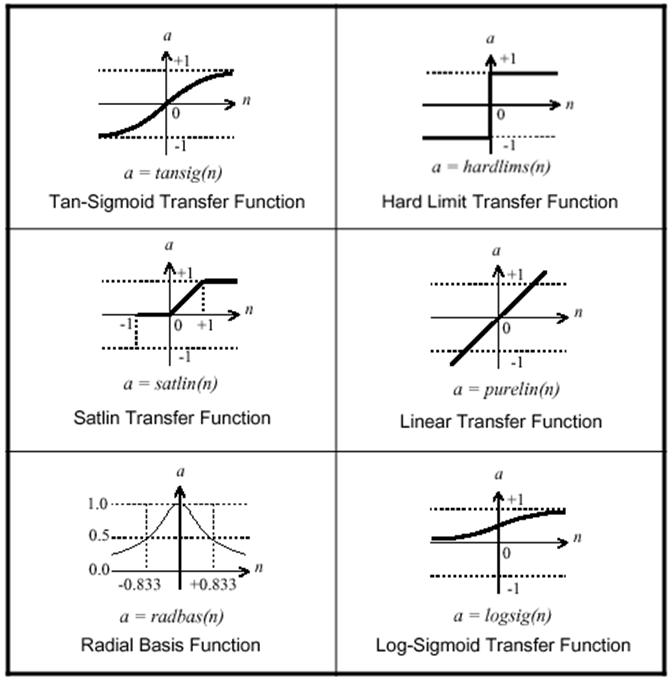 a
+1
n
0
-1
a = tansig(n)
Tan-Sigmoid Transfer Function
a
+1
n
0
-1
a = hardlims(n)
Hard Limit Transfer Function
a
+1
n
-1 0 +1
-1
a = satlin(n)
Satlin Transfer Function
a
+1
n
0
-1
a = purelin(n)
Linear Transfer Function
a
1.0
0.5
0.0
n
-0.833 +0.833
a = radbas(n)
Radial Basis Function
a
+1
n
0
-1
a = logsig(n)
Log-Sigmoid Transfer Function